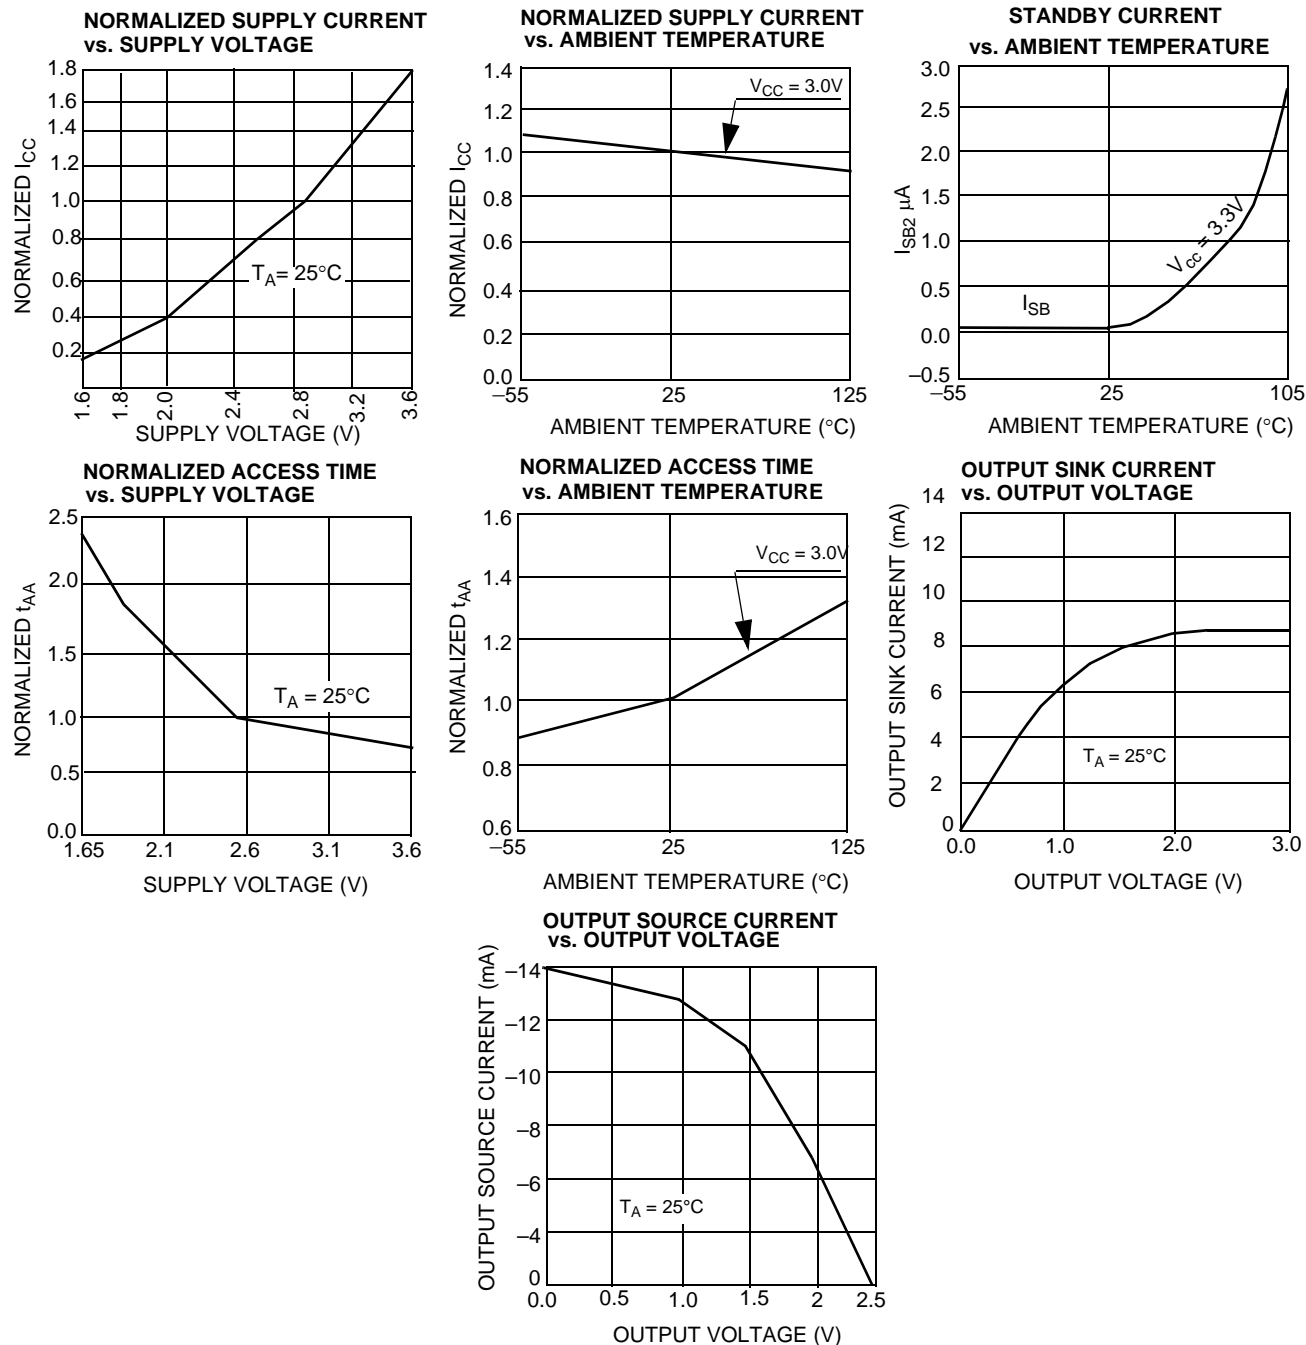 NORMALIZED SUPPLY CURRENT
vs. SUPPLY VOLTAGE
1.8
1.6
1.4
1.2
1.0
0.8
0.6
0.4
0.2
NORMALIZED ICC
TA= 25°C
1.6
1.8
2.0
2.4
2.8
3.2
3.6
SUPPLY VOLTAGE (V)
NORMALIZED SUPPLY CURRENT
vs. AMBIENT TEMPERATURE
1.4
1.2
1.0
0.8
0.6
0.4
0.2
0.0
NORMALIZED ICC
VCC = 3.0V
–55
25
125
AMBIENT TEMPERATURE (°C)
STANDBY CURRENT
vs. AMBIENT TEMPERATURE
3.0
2.5
2.0
1.5
1.0
0.5
0.0
–0.5
ISB2 µA
VCC = 3.3V
ISB
–55
25
105
AMBIENT TEMPERATURE (°C)
NORMALIZED ACCESS TIME
vs. SUPPLY VOLTAGE
2.5
2.0
1.5
1.0
0.5
0.0
NORMALIZED tAA
TA = 25°C
1.65
2.1
2.6
3.1
3.6
SUPPLY VOLTAGE (V)
NORMALIZED ACCESS TIME
vs. AMBIENT TEMPERATURE
1.6
1.4
1.2
1.0
0.8
0.6
NORMALIZED tAA
VCC = 3.0V
–55
25
125
AMBIENT TEMPERATURE (°C)
OUTPUT SINK CURRENT
vs. OUTPUT VOLTAGE
14
12
10
8
6
4
2
0
OUTPUT SINK CURRENT (mA)
TA = 25°C
0.0
1.0
2.0
3.0
OUTPUT VOLTAGE (V)
OUTPUT SOURCE CURRENT
vs. OUTPUT VOLTAGE
–14
–12
–10
–8
–6
–4
0
OUTPUT SOURCE CURRENT (mA)
TA = 25°C
0.0
0.5
1.0
1.5
2
2.5
OUTPUT VOLTAGE (V)